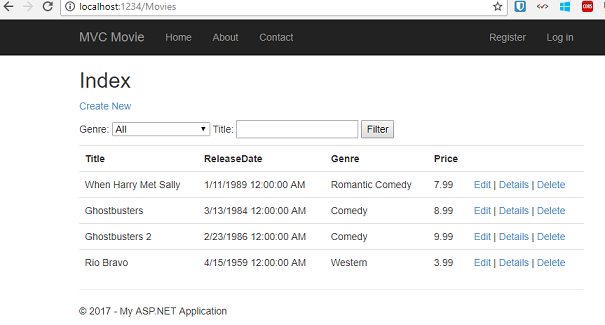 localhost:1234/Movies
MVC Movie Home About Contact Register Log in
Index
Create New
Genre: All Title: Filter
Title ReleaseDate Genre Price
When Harry Met Sally 1/11/1989 12:00:00 AM Romantic Comedy 7.99 Edit | Details | Delete
Ghostbusters 3/13/1984 12:00:00 AM Comedy 8.99 Edit | Details | Delete
Ghostbusters 2 2/23/1986 12:00:00 AM Comedy 9.99 Edit | Details | Delete
Rio Bravo 4/15/1959 12:00:00 AM Western 3.99 Edit | Details | Delete
© 2017 - My ASP.NET Application